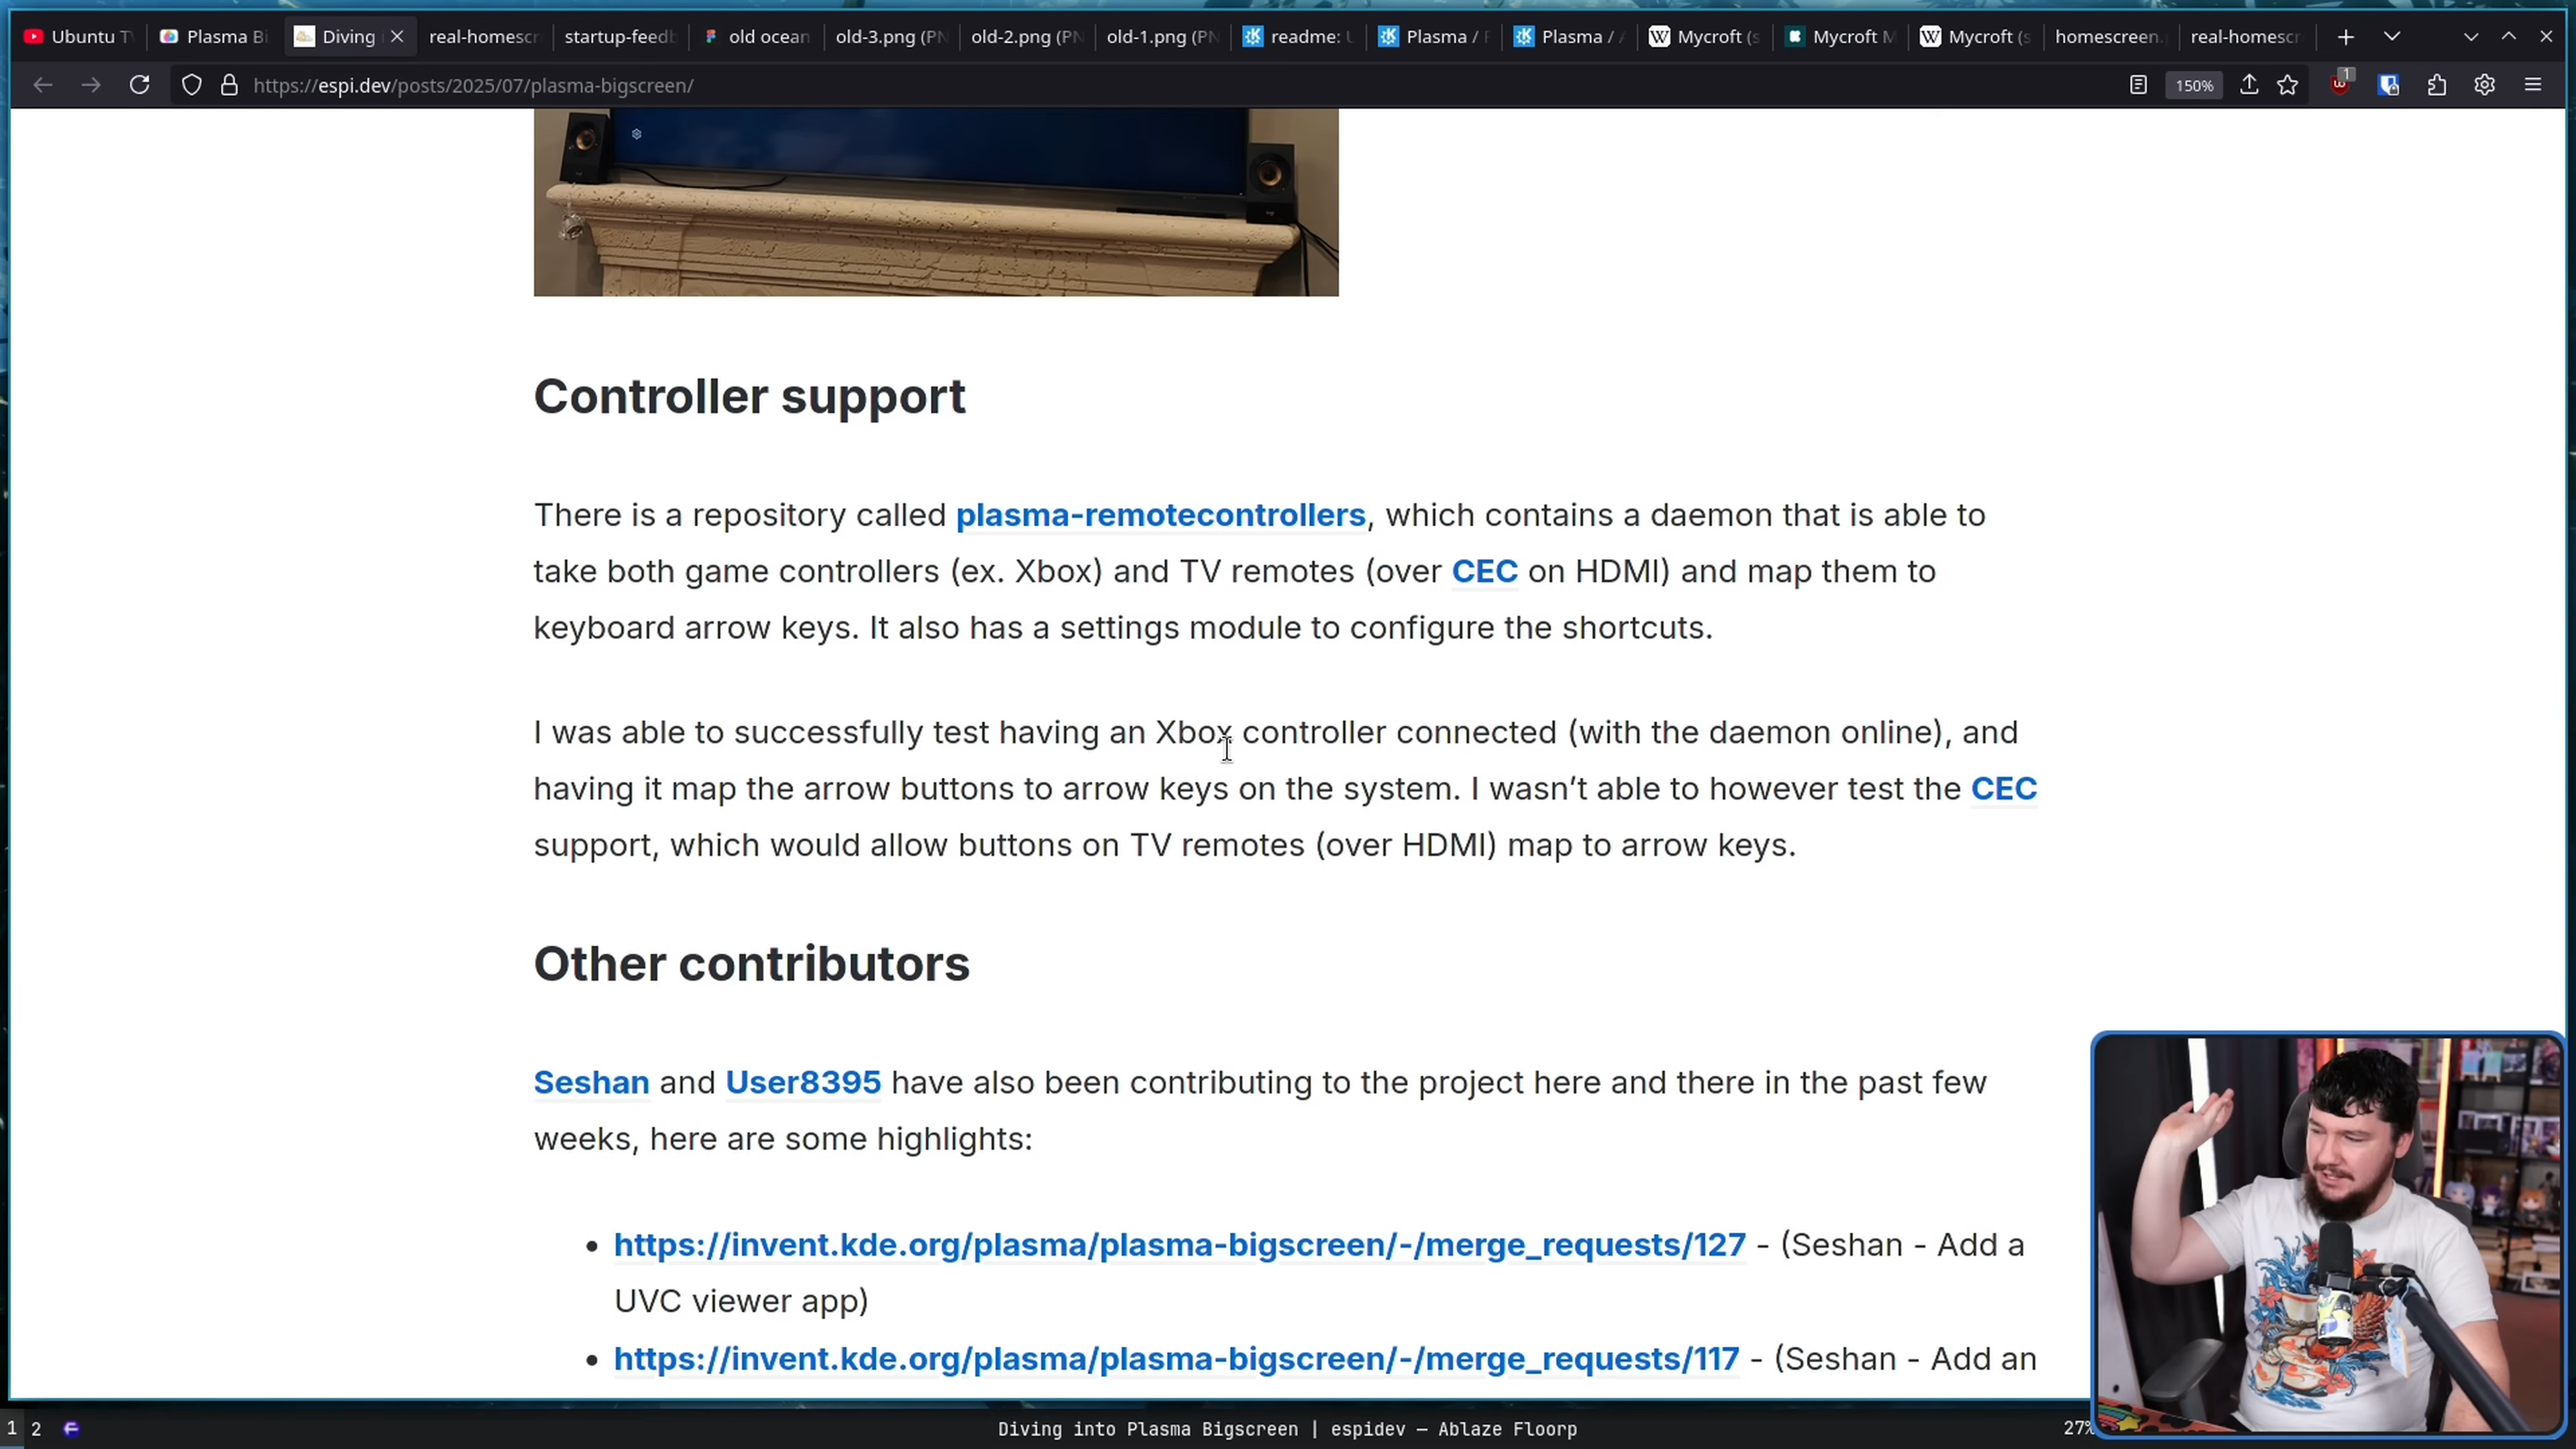 Ubuntu T
Plasma Bi
Diving
real-homescr
startup-feedb
old ocean
old-3.png (PN
old-2.png (PN
old-1.png (PN
readme: U
Plasma / F
Plasma / A
Mycroft (s
Mycroft M
Mycroft (s
homescreen.
real-homescr
https://espi.dev/posts/2025/07/plasma-bigscreen/
150%
1
Controller support
There is a repository called plasma-remotecontrollers, which contains a daemon that is able to
take both game controllers (ex. Xbox) and TV remotes (over CEC on HDMI) and map them to
keyboard arrow keys. It also has a settings module to configure the shortcuts.
I was able to successfully test having an Xbox controller connected (with the daemon online), and
having it map the arrow buttons to arrow keys on the system. I wasn’t able to however test the CEC
support, which would allow buttons on TV remotes (over HDMI) map to arrow keys.
Other contributors
Seshan and User8395 have also been contributing to the project here and there in the past few
weeks, here are some highlights:
• https://invent.kde.org/plasma/plasma-bigscreen/-/merge_requests/127 - (Seshan - Add a
UVC viewer app)
• https://invent.kde.org/plasma/plasma-bigscreen/-/merge_requests/117 - (Seshan - Add an
1 2
Diving into Plasma Bigscreen | espidev — Ablaze Floorp
27%